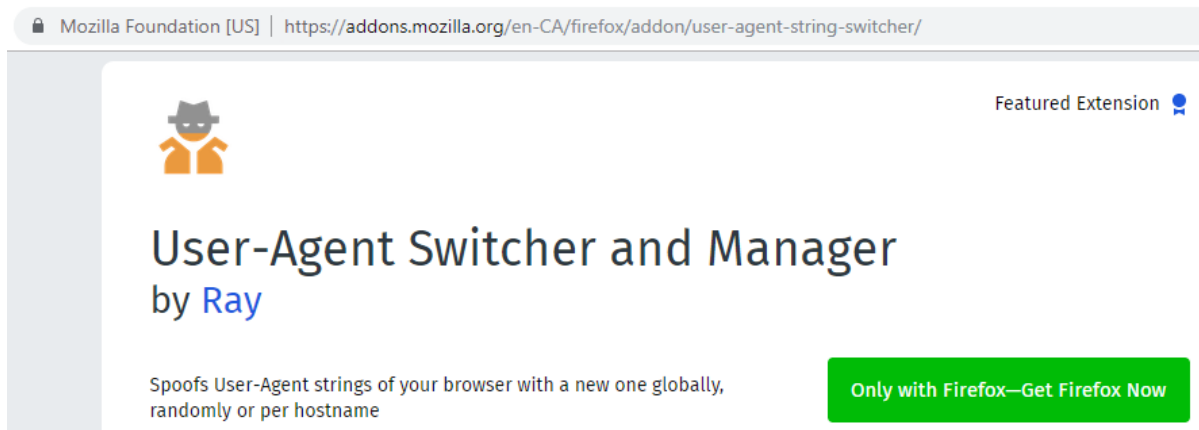 Mozilla Foundation [US] | https://addons.mozilla.org/en-CA/firefox/addon/user-agent-string-switcher/
Featured Extension
User-Agent Switcher and Manager
by Ray
Spoofs User-Agent strings of your browser with a new one globally,
randomly or per hostname
Only with Firefox—Get Firefox Now